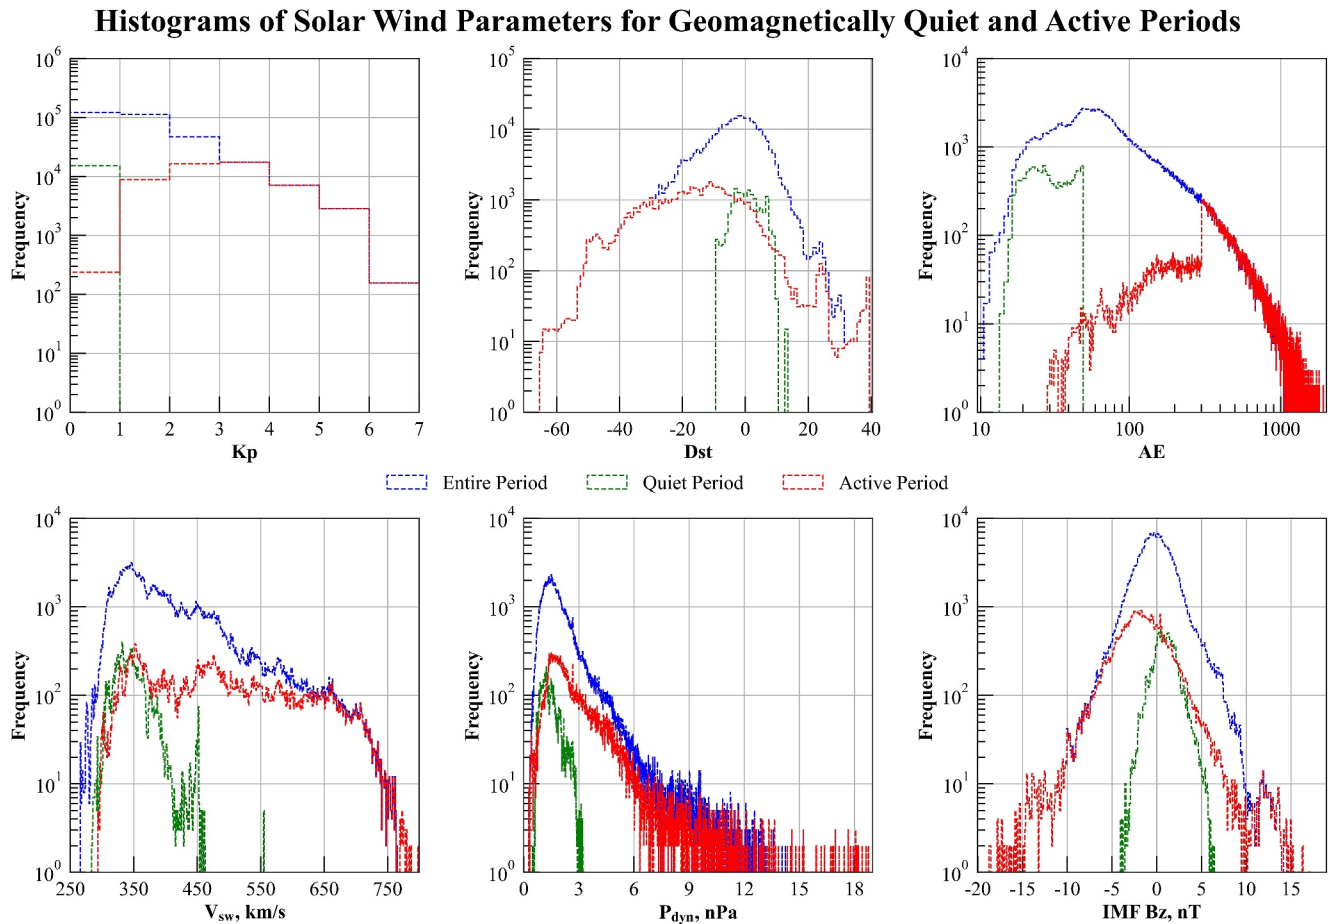 Histograms of Solar Wind Parameters for Geomagnetically Quiet and Active Periods
Frequency
10^6
10^5
10^4
10^3
10^2
10^1
10^0
0 1 2 3 4 5 6 7
Kp
Frequency
10^5
10^4
10^3
10^2
10^1
10^0
-60 -40 -20 0 20 40
Dst
Frequency
10^4
10^3
10^2
10^1
10^0
10 100 1000
AE
Entire Period Quiet Period Active Period
Frequency
10^4
10^3
10^2
10^1
10^0
250 350 450 550 650 750
V_sw, km/s
Frequency
10^4
10^3
10^2
10^1
10^0
0 3 6 9 12 15 18
P_dyn, nPa
Frequency
10^4
10^3
10^2
10^1
10^0
-20 -15 -10 -5 0 5 10 15
IMF Bz, nT